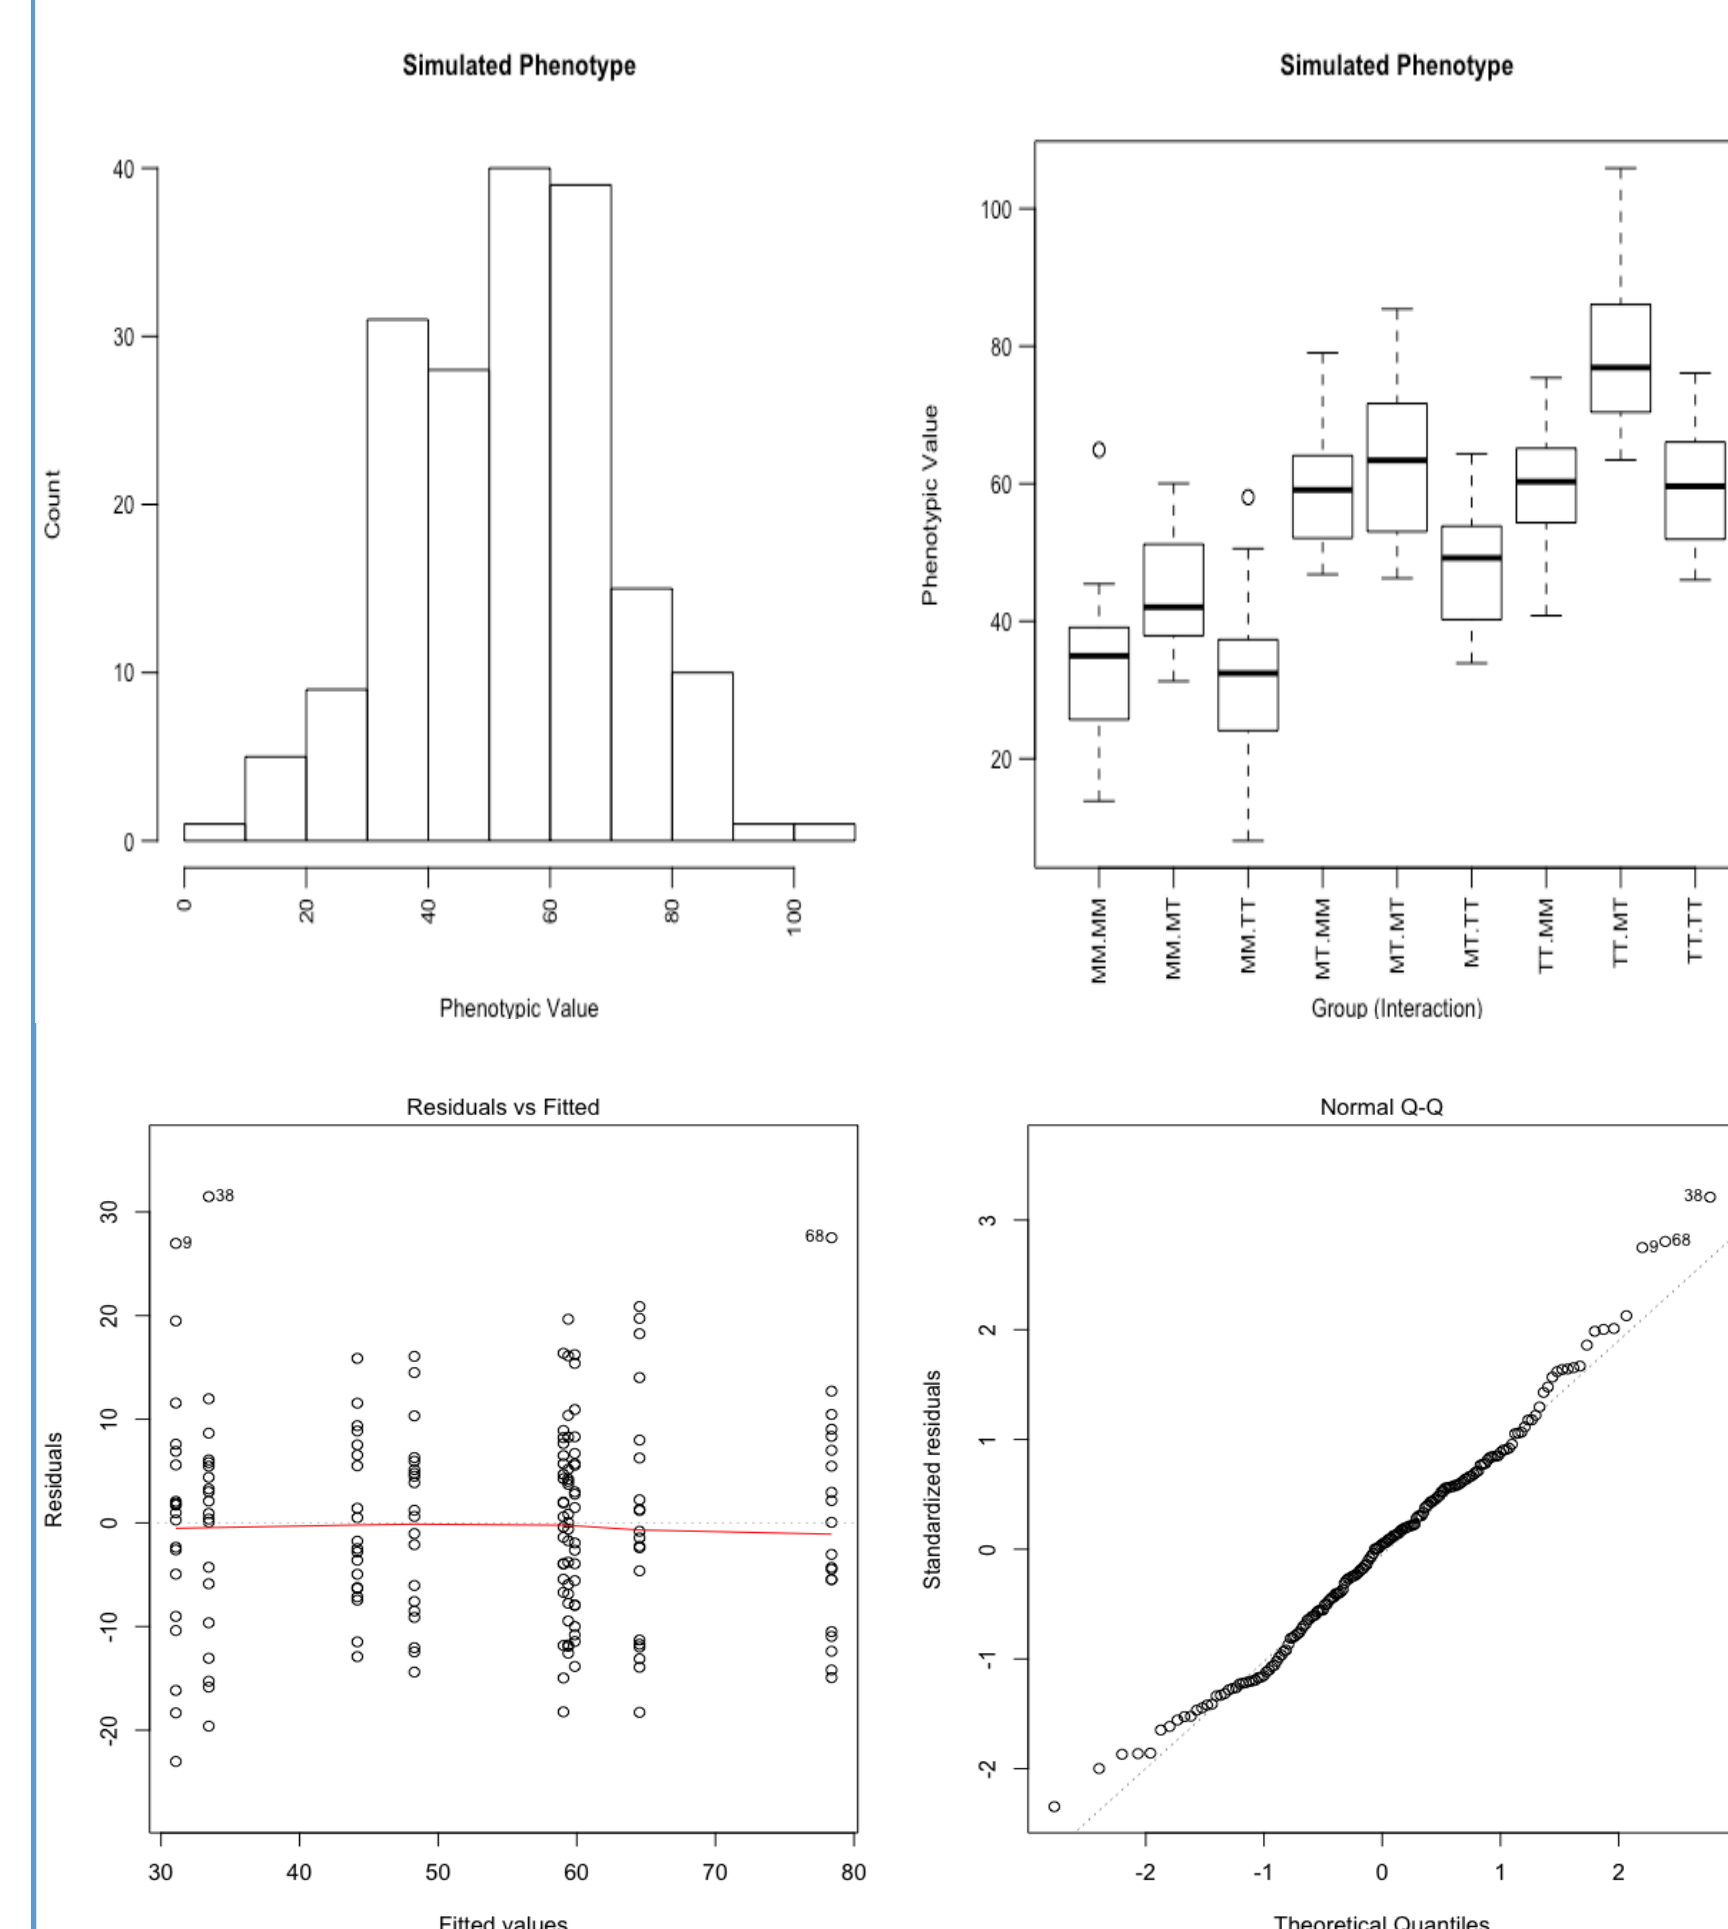 Simulated Phenotype
Count
40
30
20
10
0
0 20 40 60 80 100
Phenotypic Value
Simulated Phenotype
Phenotypic Value
100
80
60
40
20
MM.MM MM.MT MM.TT MT.MM MT.MT MT.TT TT.MM TT.MT TT.TT
Group (Interaction)
Residuals vs Fitted
Residuals
30
20
10
0
-10
-20
38
9
68
30 40 50 60 70 80
Fitted values
Normal Q-Q
Standardized residuals
3
2
1
0
-1
-2
38
9 68
-2 -1 0 1 2
Theoretical Quantiles